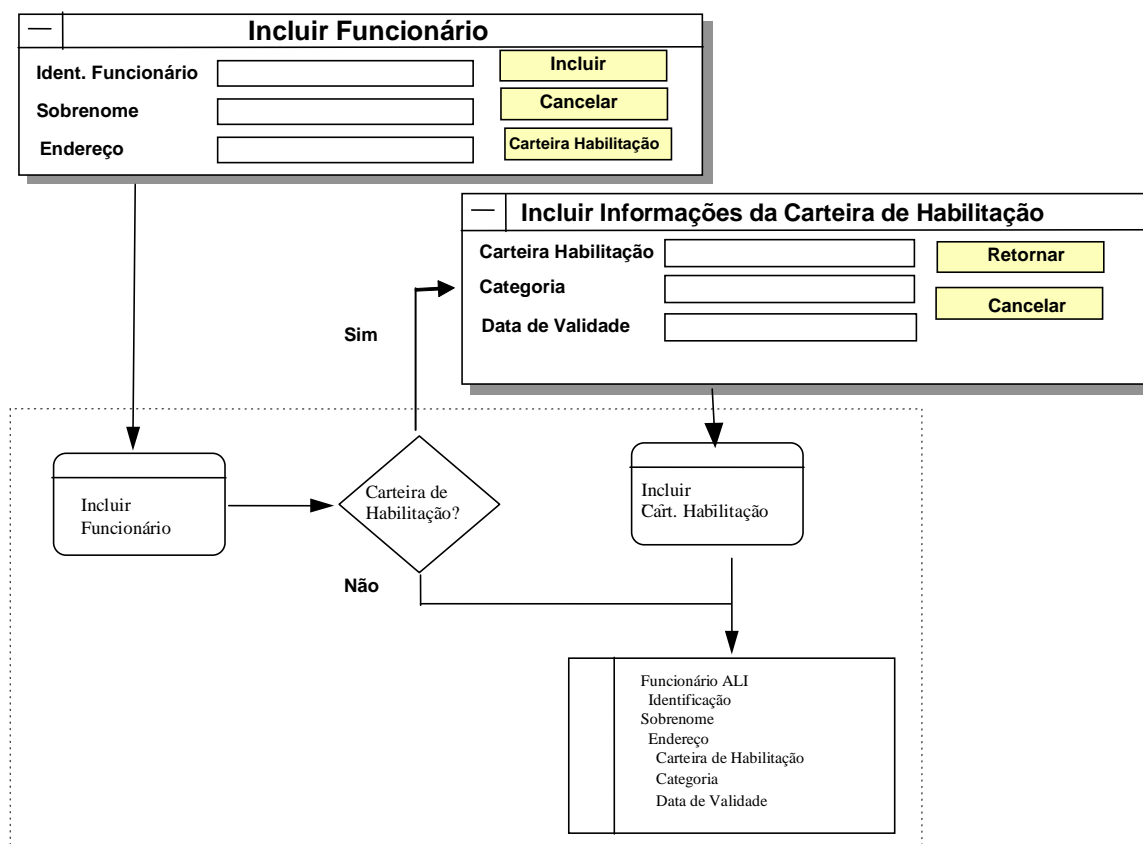 Incluir Funcionário
Ident. Funcionário
Incluir
Sobrenome
Cancelar
Endereço
Carteira Habilitação
Incluir Informações da Carteira de Habilitação
Carteira Habilitação
Retornar
Categoria
Cancelar
Data de Validade
Sim
Incluir
Funcionário
Carteira de
Habilitação?
Incluir
Cart. Habilitação
Não
Funcionário ALI
Identificação
Sobrenome
Endereço
Carteira de Habilitação
Categoria
Data de Validade